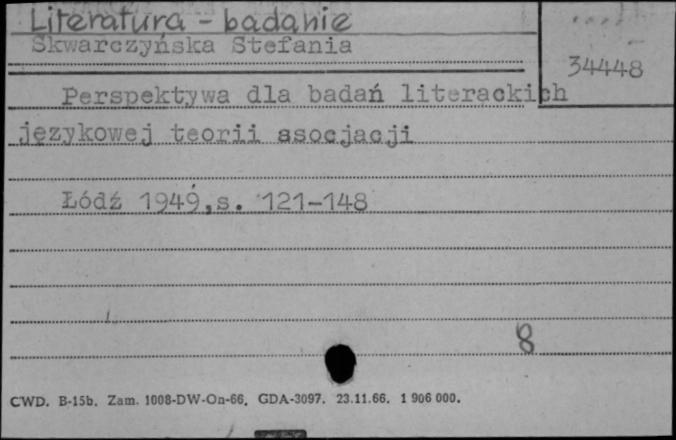 Literatura - badanie
Skwarczyńska Stefania
34448
Perspektywa dla badań literackich
językowej teorii asocjacji
Łódź 1949,s. 121-148
8
CWD. B-15b. Zam. 1008-DW-On-66. GDA-3097. 23.11.66. 1 906 000.